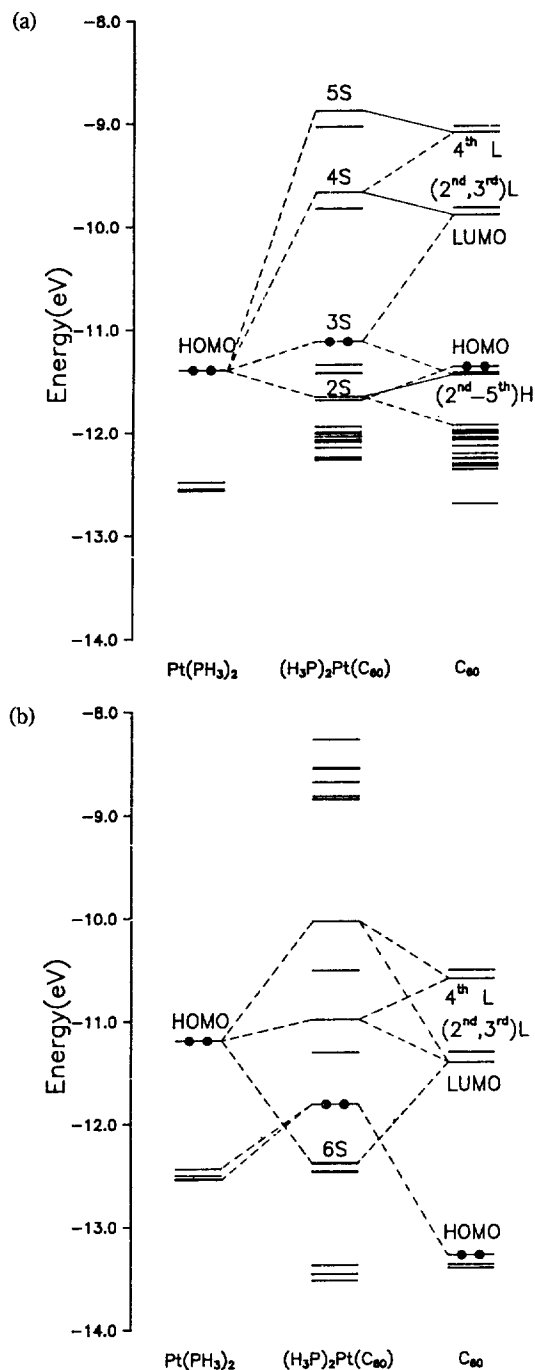 (a)
-8.0
5S
-9.0
4th L
4S
(2nd,3rd)L
-10.0
LUMO
Energy(eV)
3S
-11.0
HOMO
HOMO
2S
(2nd-5th)H
-12.0
-13.0
-14.0
Pt(PH3)2
(H3P)2Pt(C60)
C60
(b)
-8.0
-9.0
-10.0
4th L
Energy(eV)
-11.0
HOMO
(2nd,3rd)L
LUMO
-12.0
6S
HOMO
-13.0
-14.0
Pt(PH3)2
(H3P)2Pt(C60)
C60